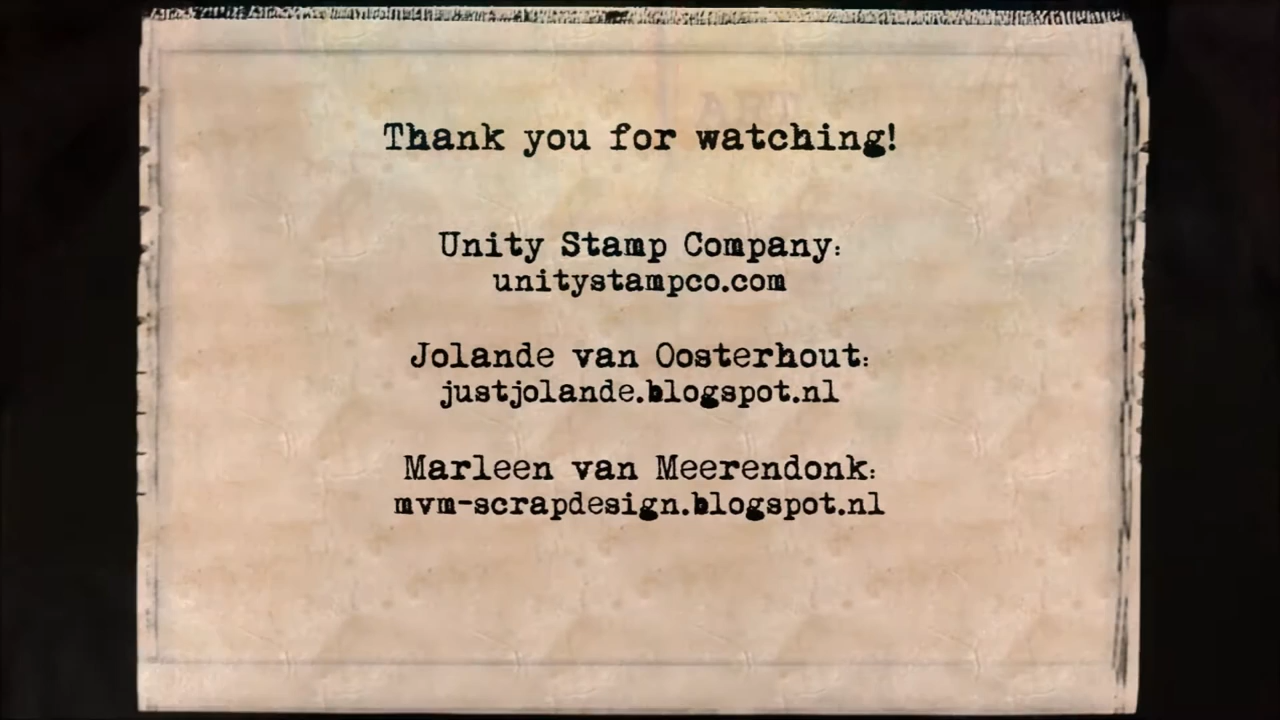 Thank you for watching!
Unity Stamp Company:
unitystampco.com
Jolande van Oosterhout:
justjolande.blogspot.nl
Marleen van Meerendonk:
mvm-scrapdesign.blogspot.nl